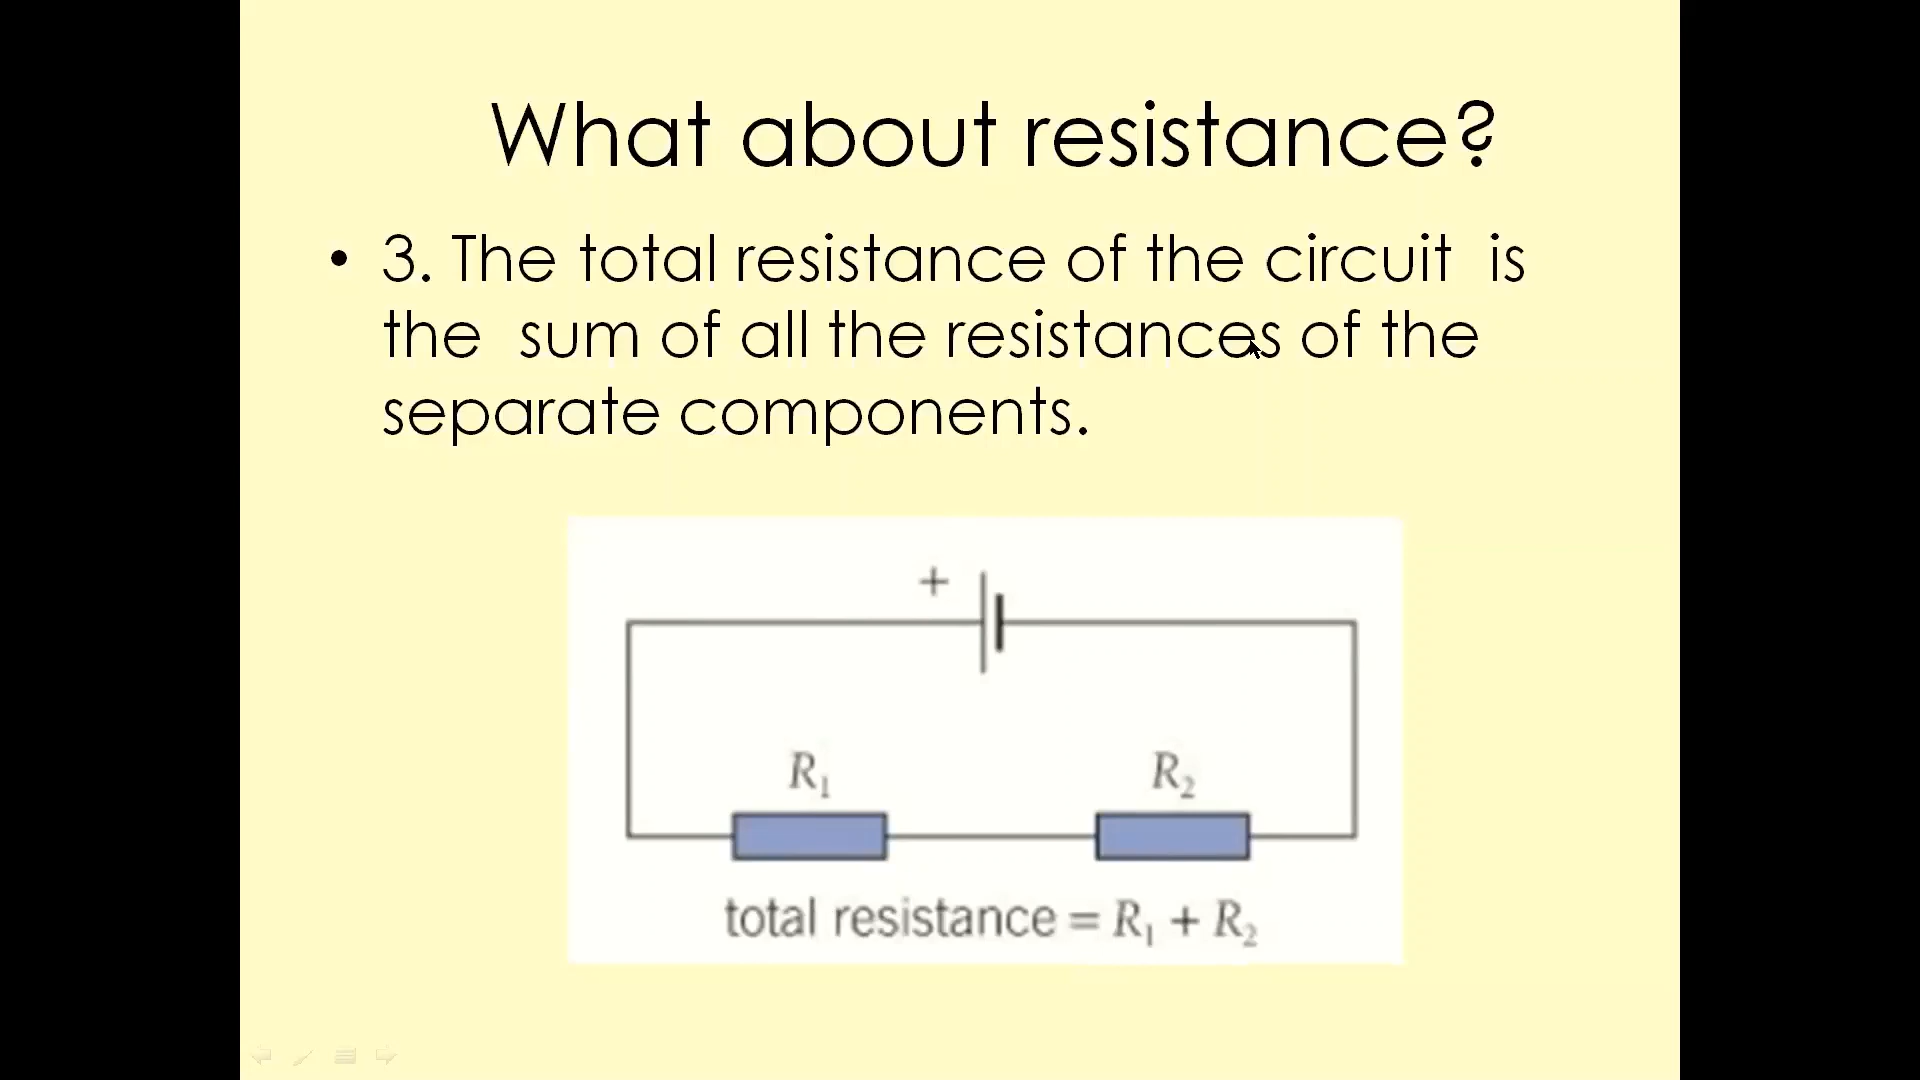 What about resistance?
• 3. The total resistance of the circuit  is
the  sum of all the resistances of the
separate components.
+
R₁
R₂
total resistance = R₁ + R₂